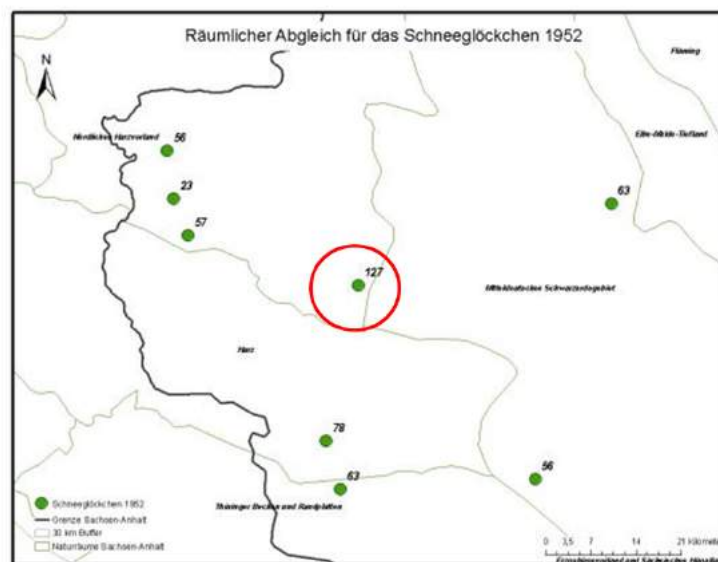 Räumlicher Abgleich für das Schneeglöckchen 1952
Fläming
N
Nördliches Harzvorland
Elbe-Mulde-Tiefland
56
23
63
57
127
Mitteldeutsches Schwarzerdegebiet
Harz
78
63
56
Schneeglöckchen 1952
Grenze Sachsen-Anhalt
30 km Buffer
Naturräume Sachsen-Anhalt
Thüringer Becken und Randplatten
0 3,5 7 14 21 Kilometer